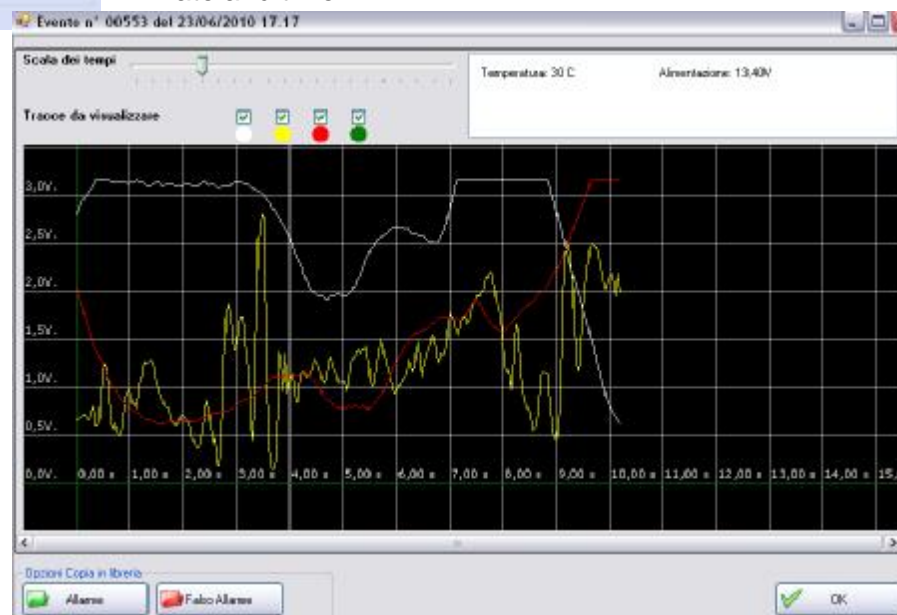 Evento n° 00553 del 23/06/2010 17.17
Scala dei tempi
Temperatura: 30 C Alimentazione: 13,40V
Tracce da visualizzare
3,0V.
2,5V.
2,0V.
1,5V.
1,0V.
0,5V.
0,0V. 0,00 s 1,00 s 2,00 s 3,00 s 4,00 s 5,00 s 6,00 s 7,00 s 8,00 s 9,00 s 10,00 s 11,00 s 12,00 s 13,00 s 14,00 s 15,
Opzioni Copia in libreria
Allarme Falso Allarme OK